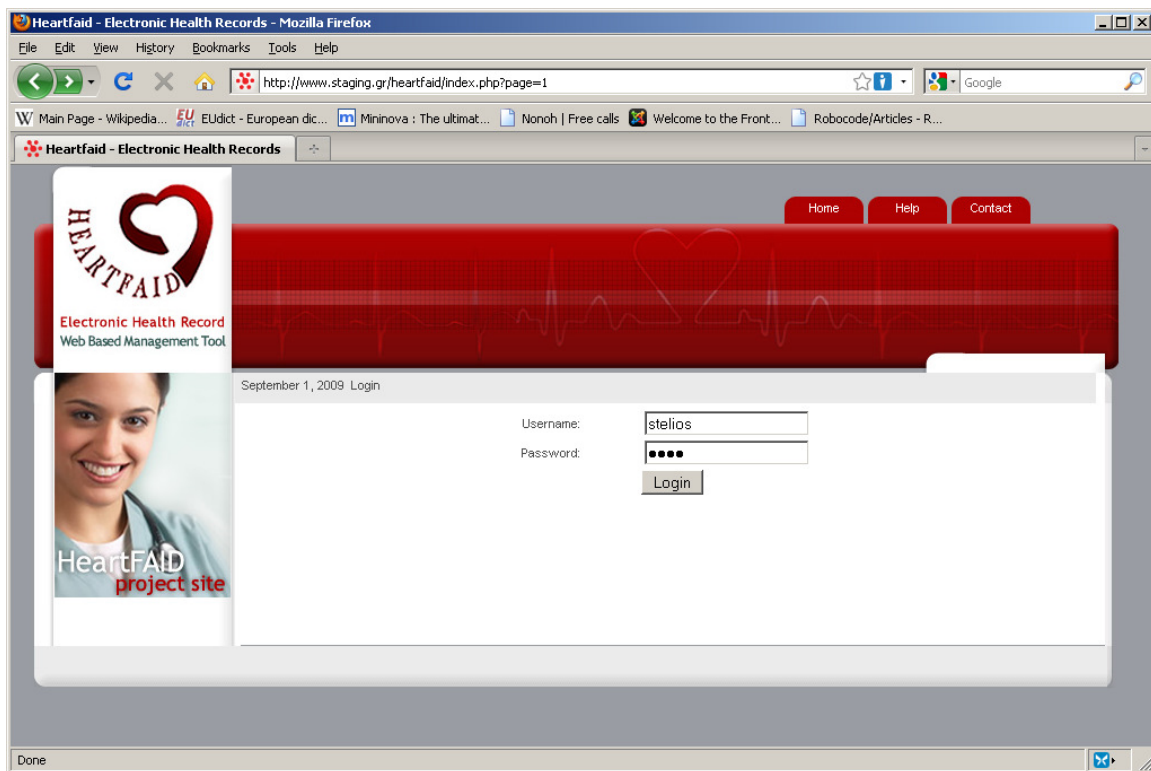 Heartfaid - Electronic Health Records - Mozilla Firefox
File Edit View History Bookmarks Tools Help
http://www.staging.gr/heartfaid/index.php?page=1
Google
Main Page - Wikipedia... EUdict - European dic... Mininova : The ultimat... Nonoh | Free calls Welcome to the Front... Robocode/Articles - R...
Heartfaid - Electronic Health Records
Home Help Contact
HEARTFAID
Electronic Health Record
Web Based Management Tool
September 1, 2009 Login
Username: stelios
Password: ●●●●
Login
HeartFAID
project site
Done